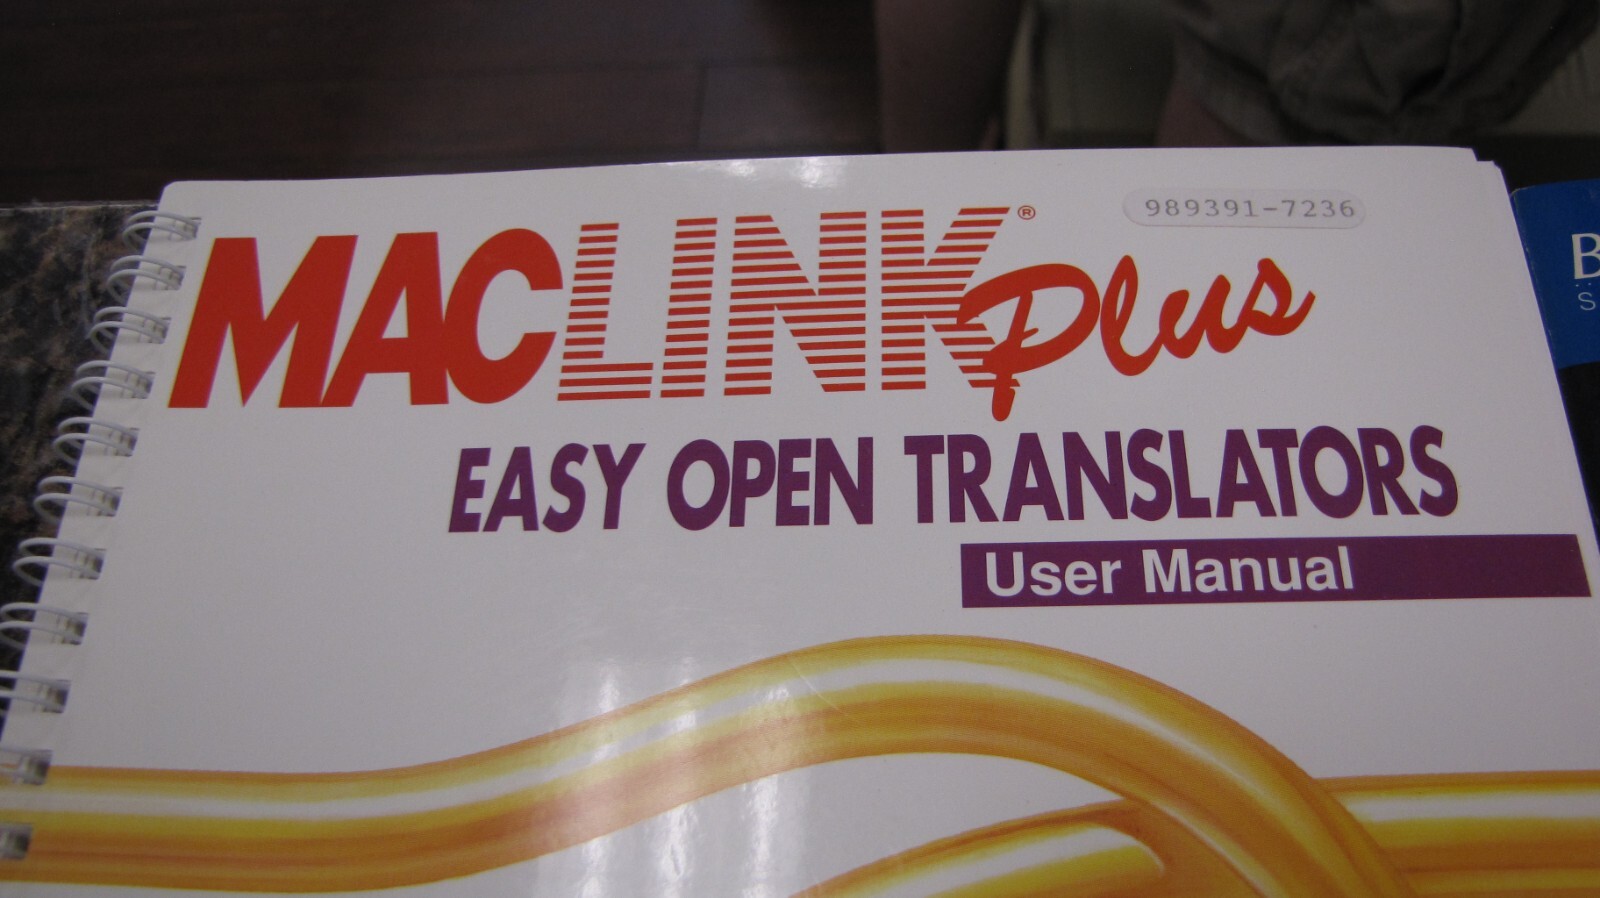 989391-7236
MACLINK® Plus
EASY OPEN TRANSLATORS
User Manual
B
S